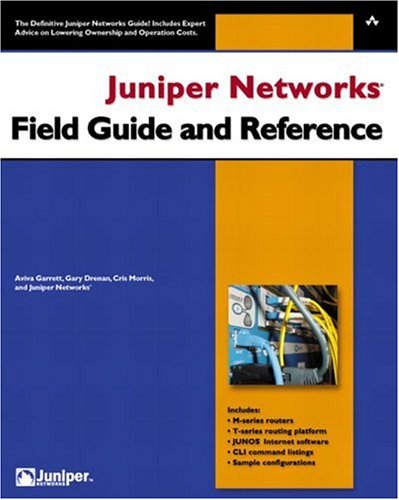 The Definitive Juniper Networks Guide! Includes Expert
Advice on Lowering Ownership and Operation Costs.
Juniper Networks®
Field Guide and Reference
Aviva Garrett, Gary Drenan, Cris Morris,
and Juniper Networks®
Includes:
• M-series routers
• T-series routing platform
• JUNOS Internet software
• CLI command listings
• Sample configurations
Juniper™
NETWORKS